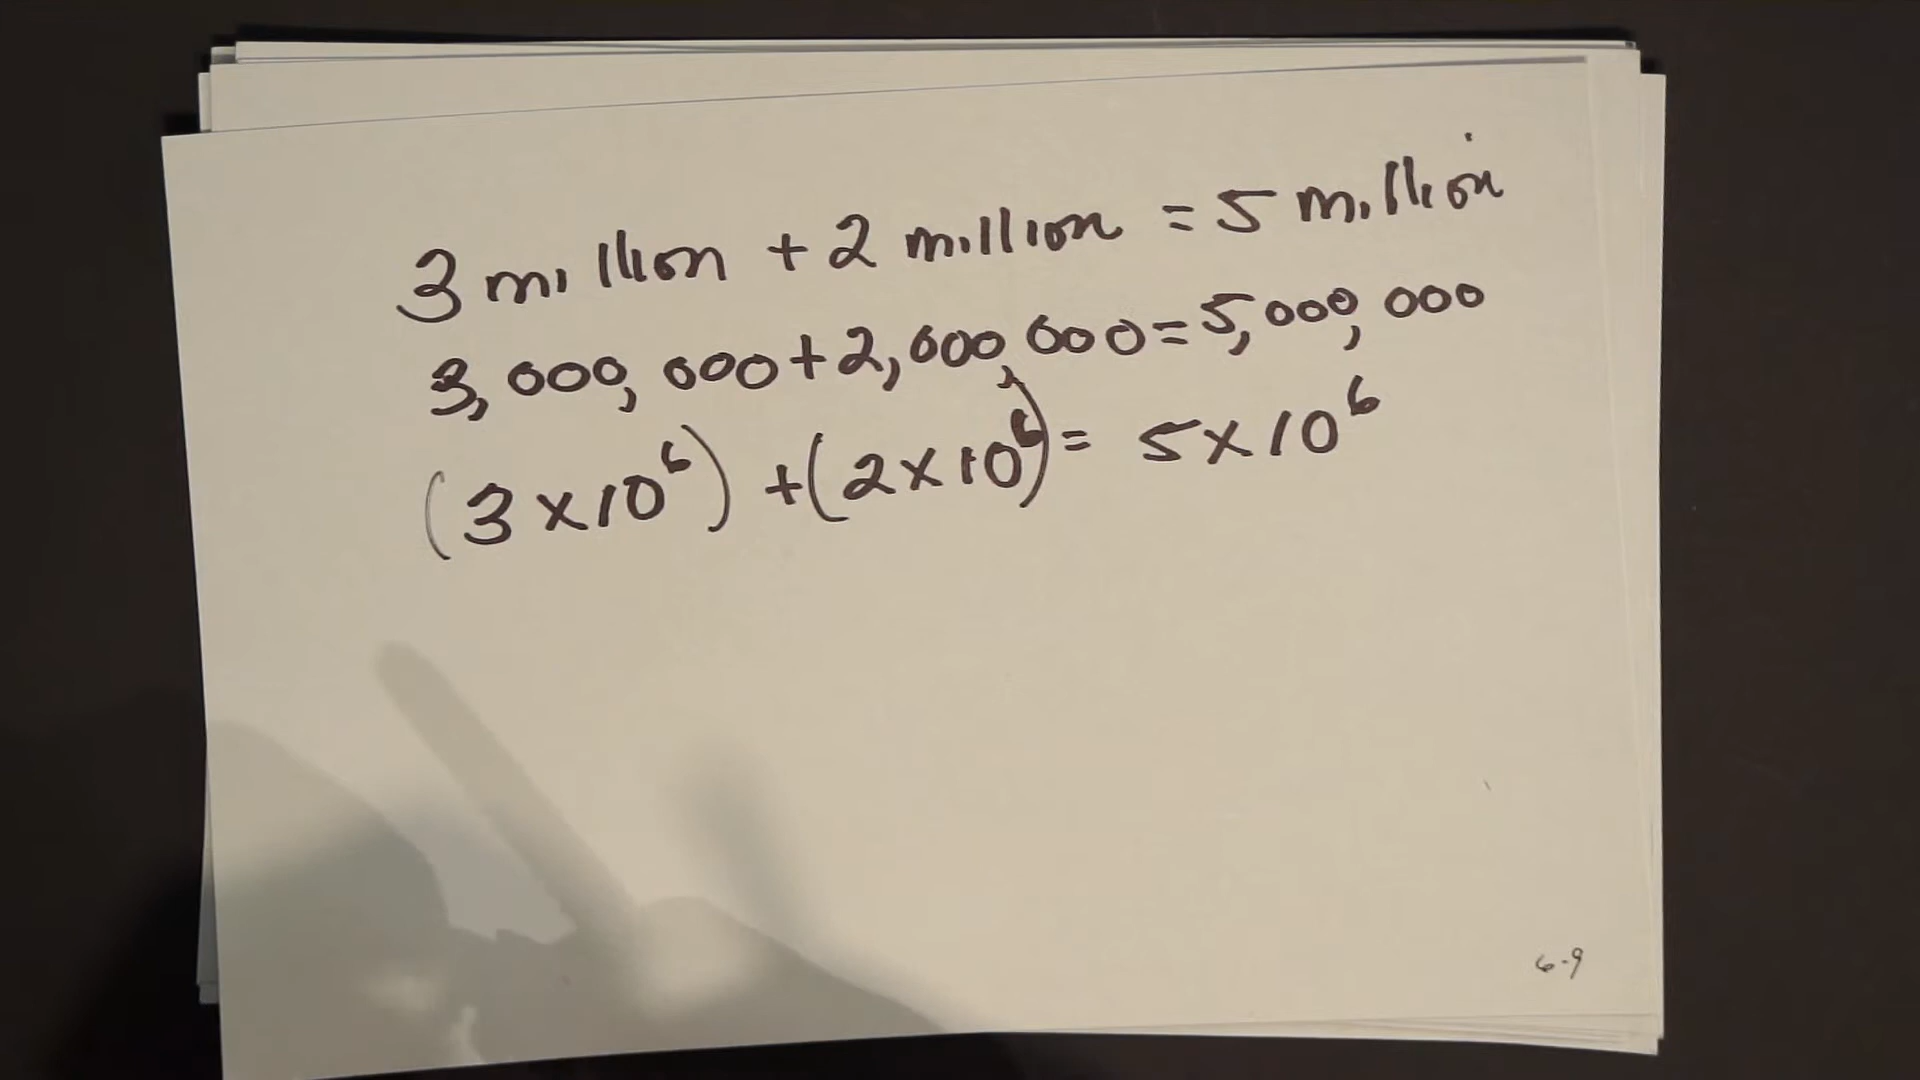 3 million + 2 million = 5 million
3,000,000 + 2,000,000 = 5,000,000
(3 × 10⁶) + (2 × 10⁶) = 5 × 10⁶
6-9